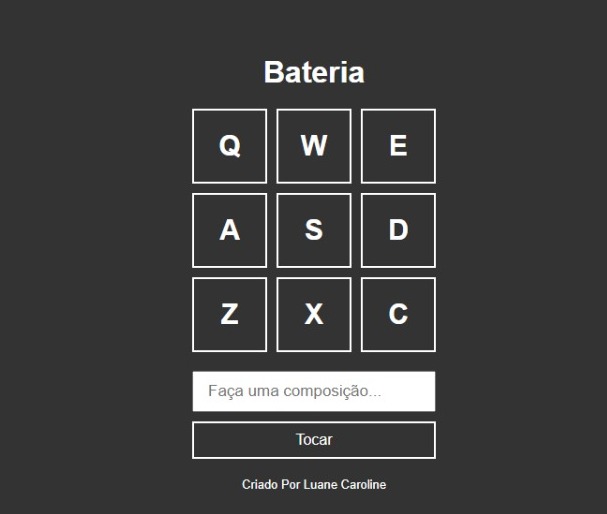 Bateria
Q W E
A S D
Z X C
Faça uma composição...
Tocar
Criado Por Luane Caroline